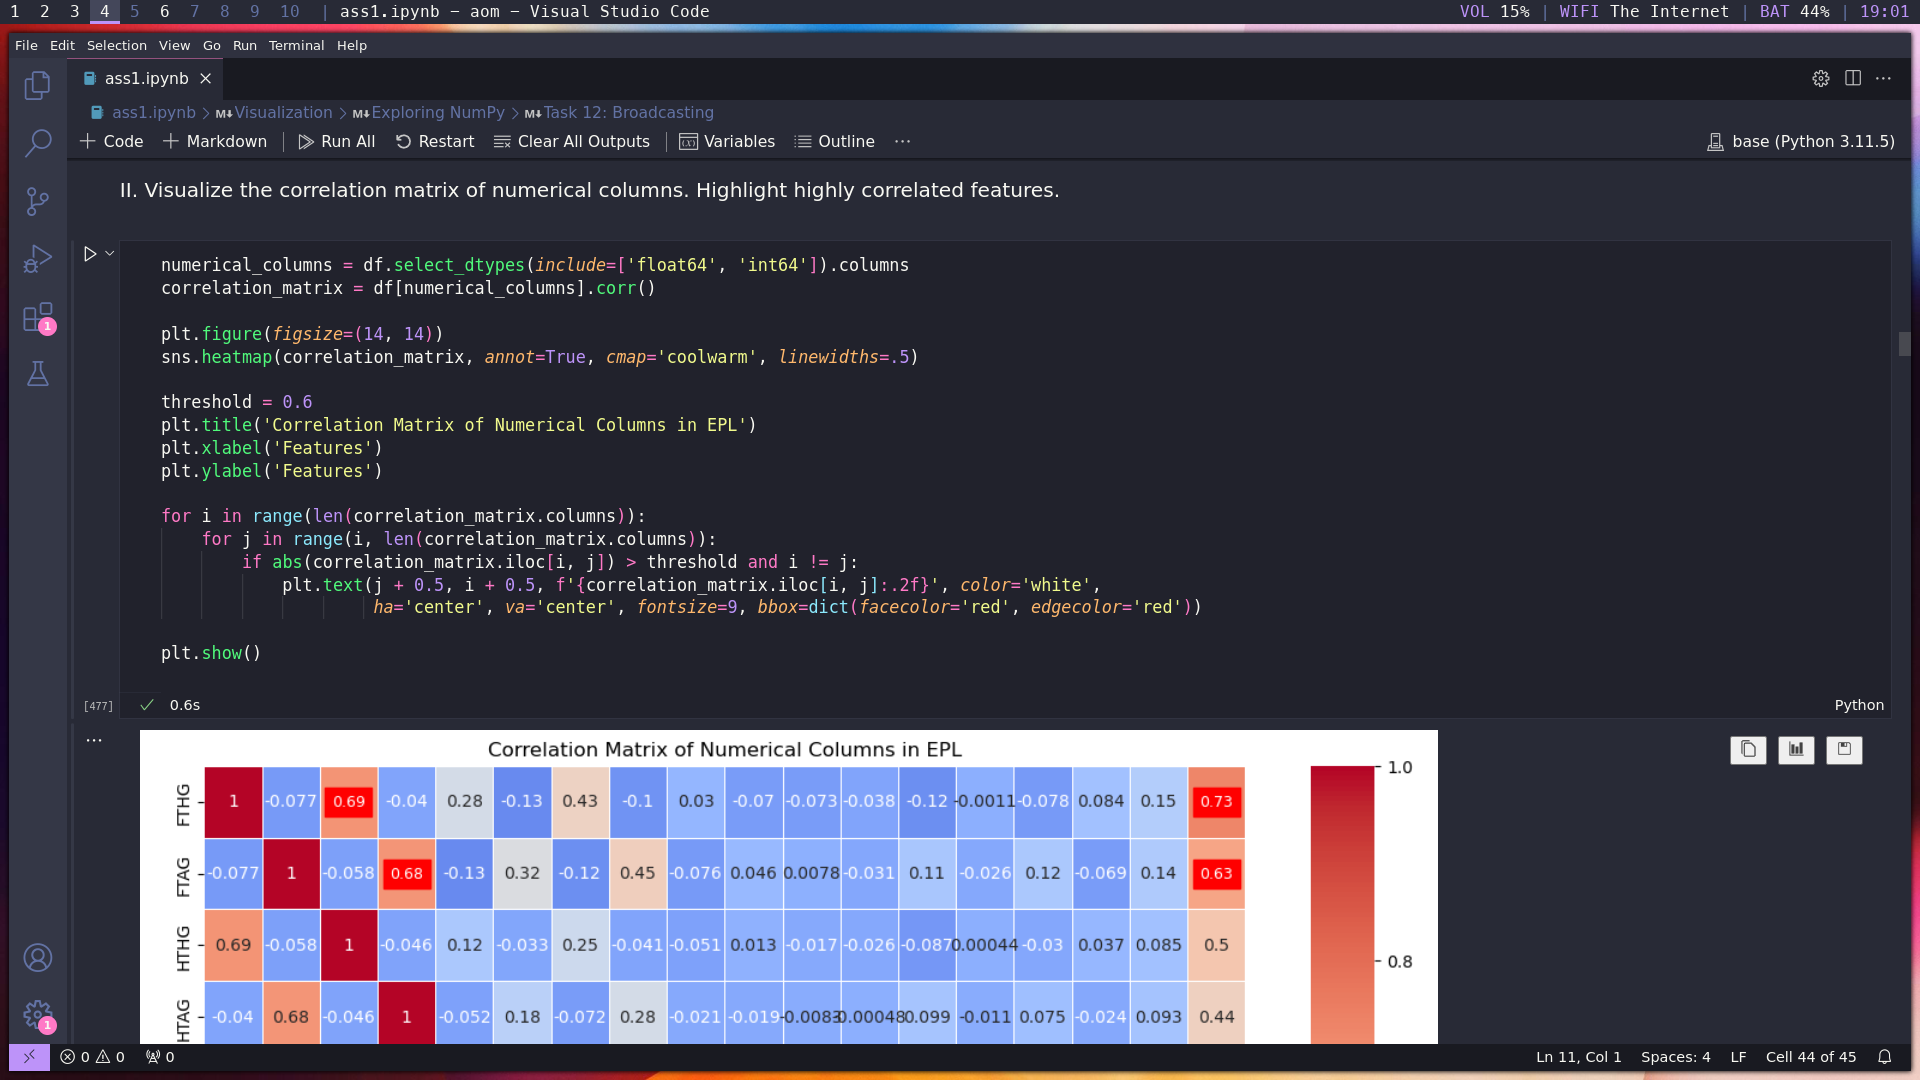 1 2 3 4 5 6 7 8 9 10 | ass1.ipynb – aom – Visual Studio Code
VOL 15% | WIFI The Internet | BAT 44% | 19:01
File Edit Selection View Go Run Terminal Help
ass1.ipynb
ass1.ipynb > M↓Visualization > M↓Exploring NumPy > M↓Task 12: Broadcasting
+ Code + Markdown | Run All Restart Clear All Outputs | Variables Outline ··· base (Python 3.11.5)
II. Visualize the correlation matrix of numerical columns. Highlight highly correlated features.
numerical_columns = df.select_dtypes(include=['float64', 'int64']).columns
correlation_matrix = df[numerical_columns].corr()
plt.figure(figsize=(14, 14))
sns.heatmap(correlation_matrix, annot=True, cmap='coolwarm', linewidths=.5)
threshold = 0.6
plt.title('Correlation Matrix of Numerical Columns in EPL')
plt.xlabel('Features')
plt.ylabel('Features')
for i in range(len(correlation_matrix.columns)):
for j in range(i, len(correlation_matrix.columns)):
if abs(correlation_matrix.iloc[i, j]) > threshold and i != j:
plt.text(j + 0.5, i + 0.5, f'{correlation_matrix.iloc[i, j]:.2f}', color='white',
ha='center', va='center', fontsize=9, bbox=dict(facecolor='red', edgecolor='red'))
plt.show()
[477] 0.6s Python
Correlation Matrix of Numerical Columns in EPL
FTHG 1 -0.077 0.69 -0.04 0.28 -0.13 0.43 -0.1 0.03 -0.07 -0.073 -0.038 -0.12 -0.0011 -0.078 0.084 0.15 0.73
FTAG -0.077 1 -0.058 0.68 -0.13 0.32 -0.12 0.45 -0.076 0.046 0.0078 -0.031 0.11 -0.026 0.12 -0.069 0.14 0.63
HTHG 0.69 -0.058 1 -0.046 0.12 -0.033 0.25 -0.041 -0.051 0.013 -0.017 -0.026 -0.087 0.00044 -0.03 0.037 0.085 0.5
HTAG -0.04 0.68 -0.046 1 -0.052 0.18 -0.072 0.28 -0.021 -0.019 -0.0083 0.00048 0.099 -0.011 0.075 -0.024 0.093 0.44
1.0
0.8
1
1
0 0 0
Ln 11, Col 1 Spaces: 4 LF Cell 44 of 45